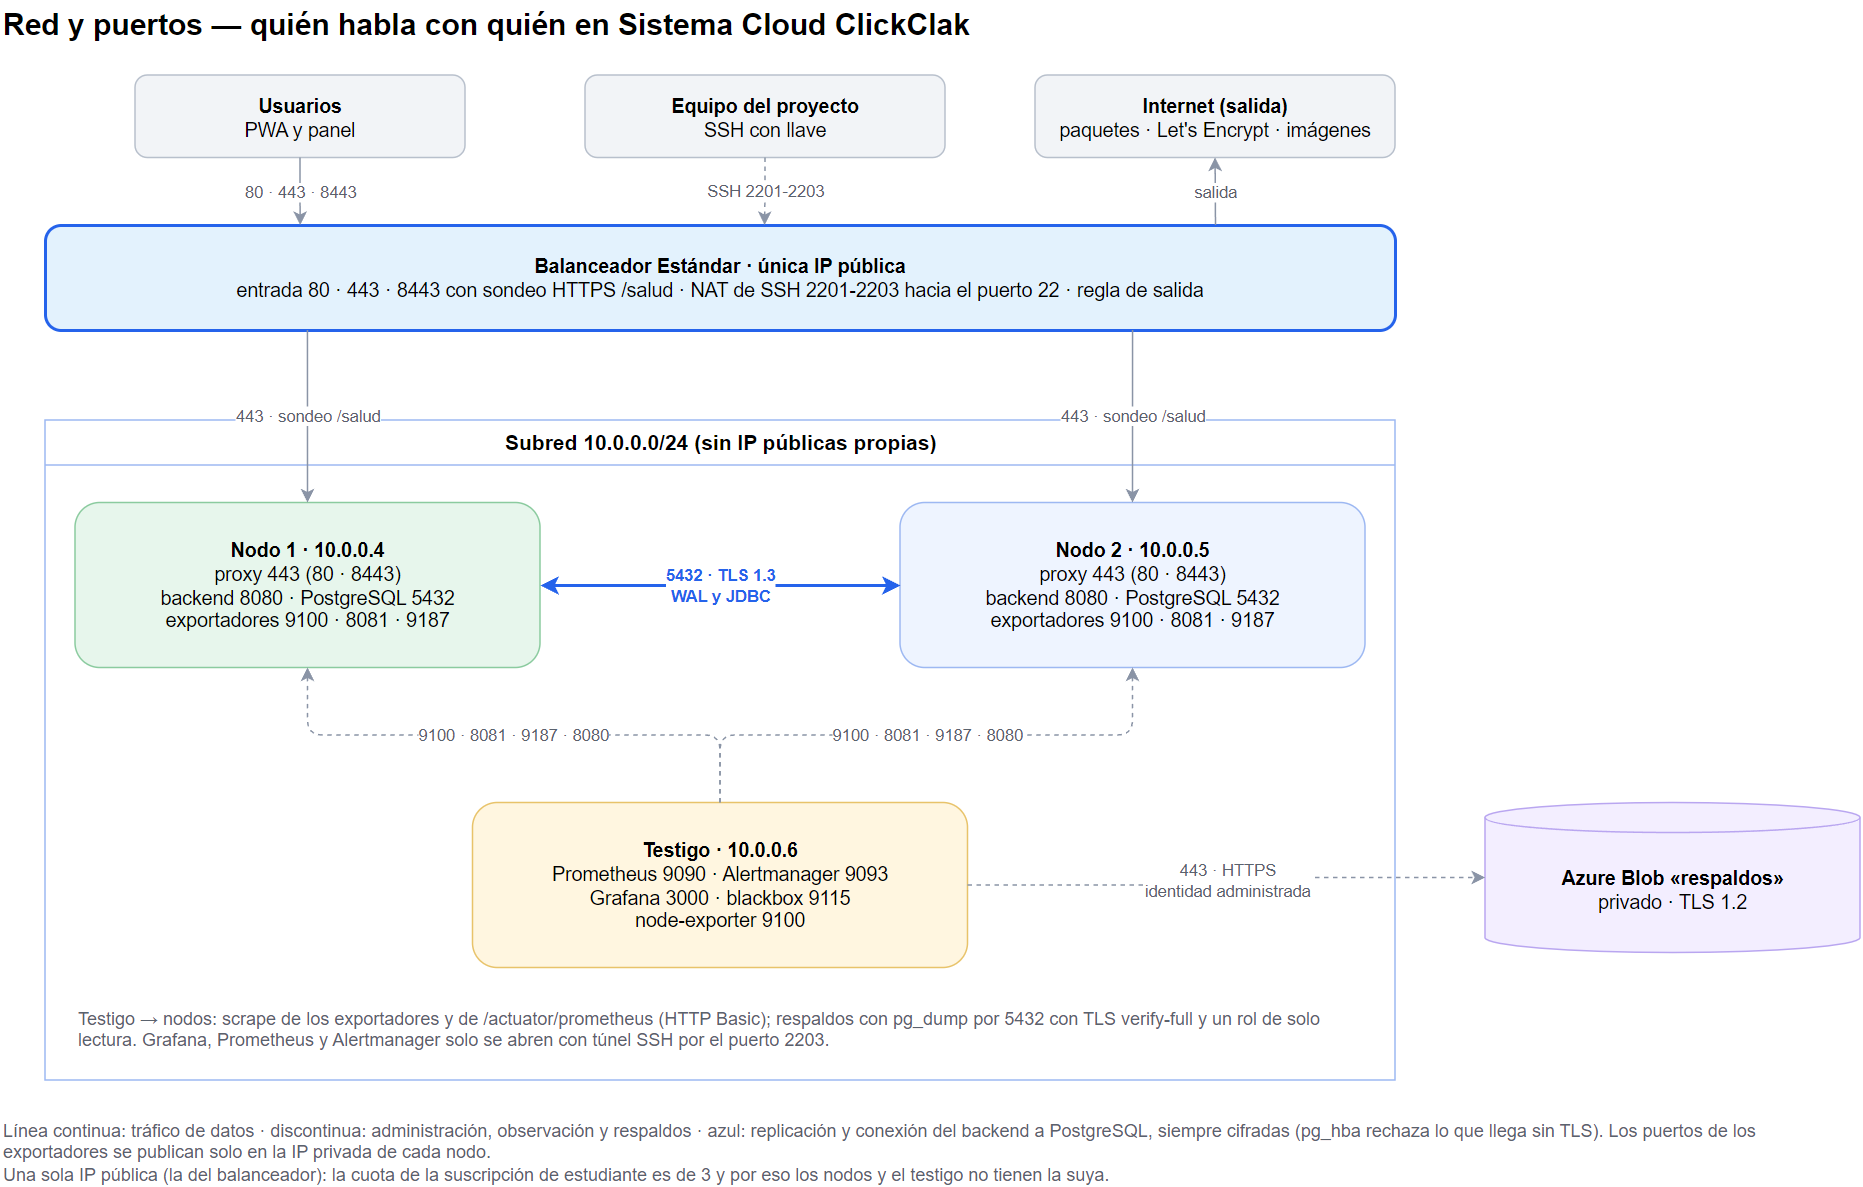 Red y puertos — quién habla con quién en Sistema Cloud ClickClak
Usuarios
PWA y panel
Equipo del proyecto
SSH con llave
Internet (salida)
paquetes · Let's Encrypt · imágenes
80 · 443 · 8443
SSH 2201-2203
salida
Balanceador Estándar · única IP pública
entrada 80 · 443 · 8443 con sondeo HTTPS /salud · NAT de SSH 2201-2203 hacia el puerto 22 · regla de salida
443 · sondeo /salud
443 · sondeo /salud
Subred 10.0.0.0/24 (sin IP públicas propias)
Nodo 1 · 10.0.0.4
proxy 443 (80 · 8443)
backend 8080 · PostgreSQL 5432
exportadores 9100 · 8081 · 9187
5432 · TLS 1.3
WAL y JDBC
Nodo 2 · 10.0.0.5
proxy 443 (80 · 8443)
backend 8080 · PostgreSQL 5432
exportadores 9100 · 8081 · 9187
9100 · 8081 · 9187 · 8080
9100 · 8081 · 9187 · 8080
Testigo · 10.0.0.6
Prometheus 9090 · Alertmanager 9093
Grafana 3000 · blackbox 9115
node-exporter 9100
443 · HTTPS
identidad administrada
Azure Blob «respaldos»
privado · TLS 1.2
Testigo → nodos: scrape de los exportadores y de /actuator/prometheus (HTTP Basic); respaldos con pg_dump por 5432 con TLS verify-full y un rol de solo
lectura. Grafana, Prometheus y Alertmanager solo se abren con túnel SSH por el puerto 2203.
Línea continua: tráfico de datos · discontinua: administración, observación y respaldos · azul: replicación y conexión del backend a PostgreSQL, siempre cifradas (pg_hba rechaza lo que llega sin TLS). Los puertos de los
exportadores se publican solo en la IP privada de cada nodo.
Una sola IP pública (la del balanceador): la cuota de la suscripción de estudiante es de 3 y por eso los nodos y el testigo no tienen la suya.